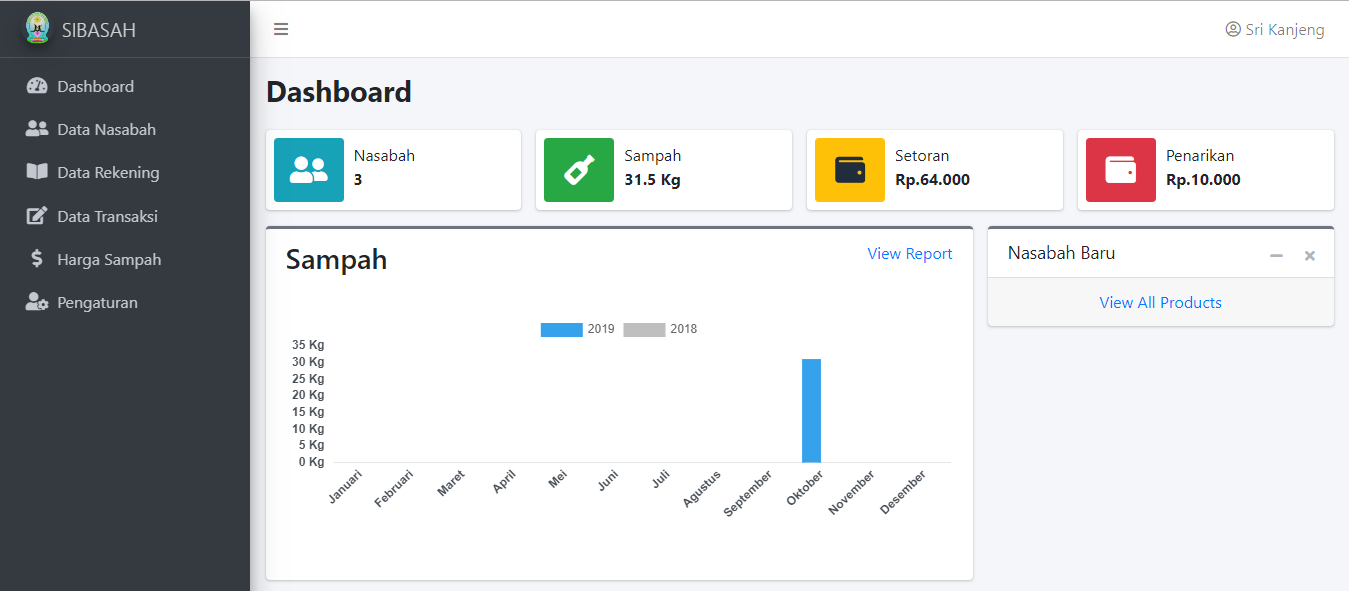 SIBASAH
Sri Kanjeng
Dashboard
Data Nasabah
Data Rekening
Data Transaksi
Harga Sampah
Pengaturan
Dashboard
Nasabah
3
Sampah
31.5 Kg
Setoran
Rp.64.000
Penarikan
Rp.10.000
Sampah
View Report
2019 2018
35 Kg
30 Kg
25 Kg
20 Kg
15 Kg
10 Kg
5 Kg
0 Kg
Januari Februari Maret April Mei Juni Juli Agustus September Oktober November Desember
Nasabah Baru
View All Products